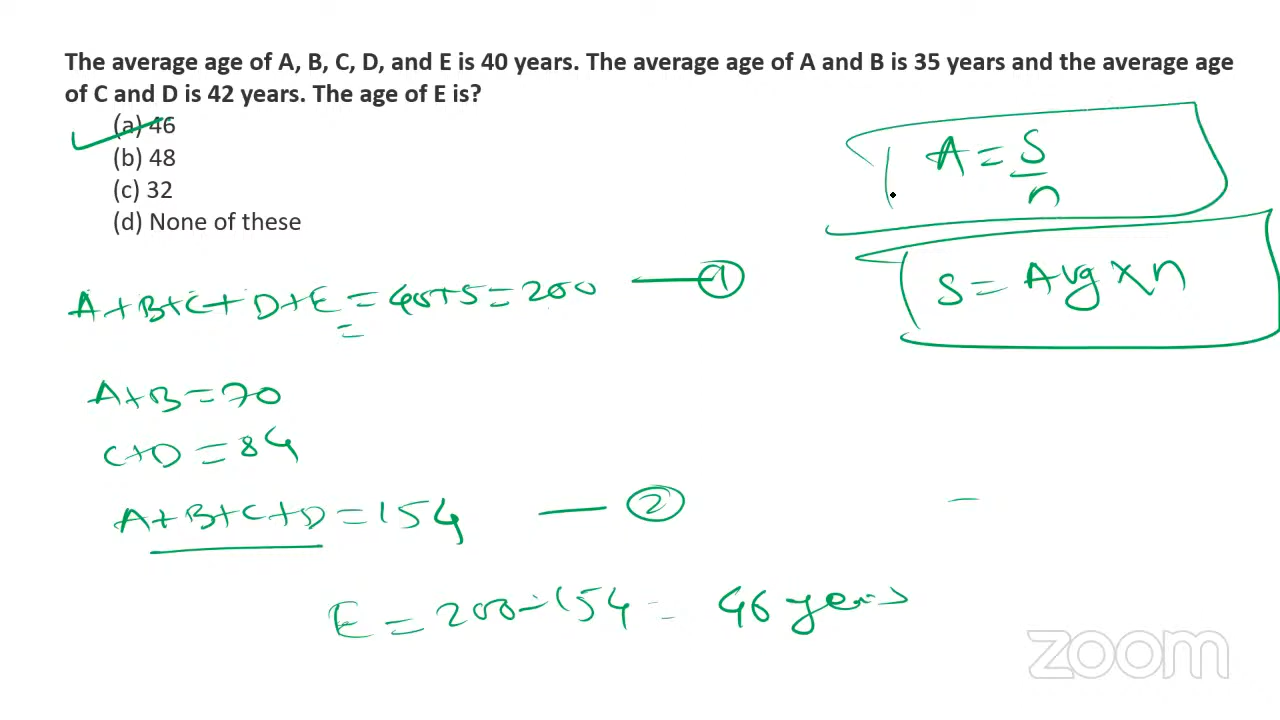 The average age of A, B, C, D, and E is 40 years. The average age of A and B is 35 years and the average age
of C and D is 42 years. The age of E is?
(a) 46
(b) 48
(c) 32
(d) None of these
A = S/n
S = Avg × n
A+B+C+D+E = 40+5 = 200 — 1
A+B = 70
C+D = 84
A+B+C+D = 154 — 2
E = 200-154 = 46 years
zoom